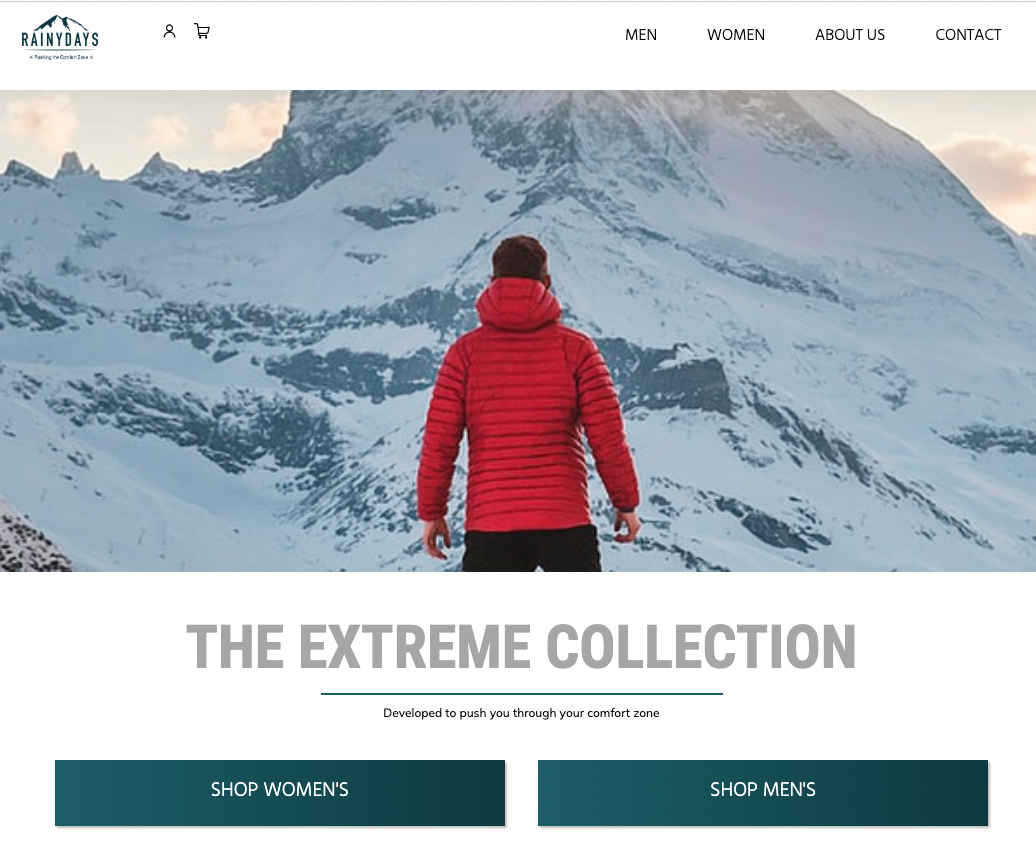 RAINYDAYS
× Pushing the Comfort Zone ×
MEN WOMEN ABOUT US CONTACT
THE EXTREME COLLECTION
Developed to push you through your comfort zone
SHOP WOMEN'S SHOP MEN'S